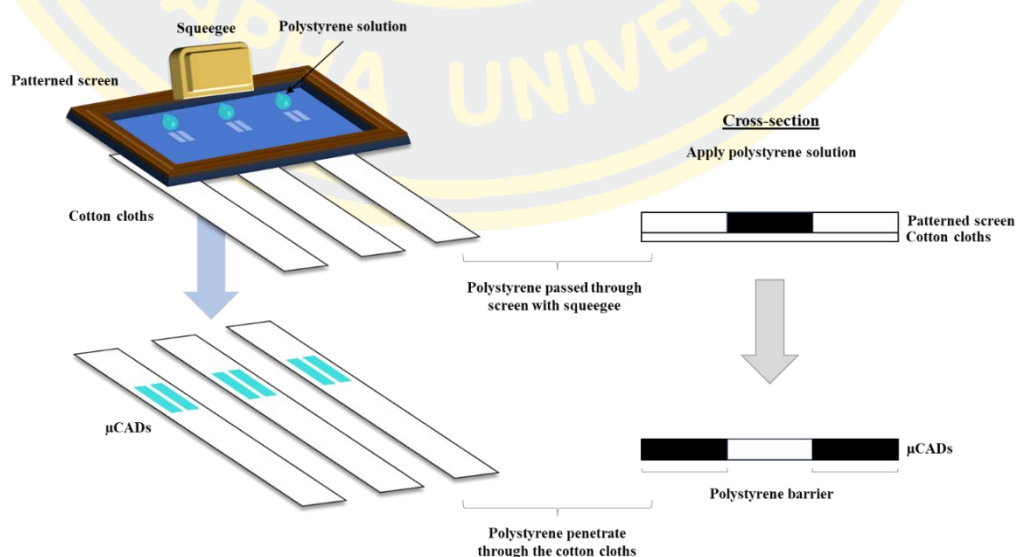 Squeegee
Polystyrene solution
Patterned screen
Cotton cloths
µCADs
Cross-section
Apply polystyrene solution
Patterned screen
Cotton cloths
Polystyrene passed through
screen with squeegee
µCADs
Polystyrene barrier
Polystyrene penetrate
through the cotton cloths